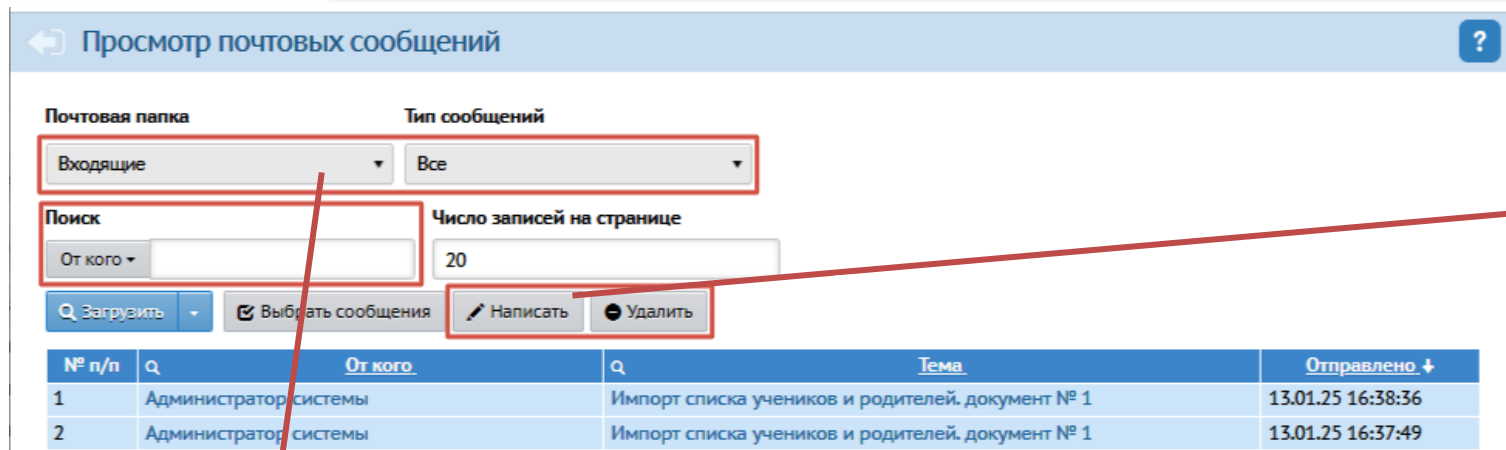 Просмотр почтовых сообщений ?
Почтовая папка Тип сообщений
Входящие Все
Поиск Число записей на странице
От кого 20
Загрузить Выбрать сообщения Написать Удалить
№ п/п От кого Тема Отправлено
1 Администратор системы Импорт списка учеников и родителей. документ № 1 13.01.25 16:38:36
2 Администратор системы Импорт списка учеников и родителей. документ № 1 13.01.25 16:37:49